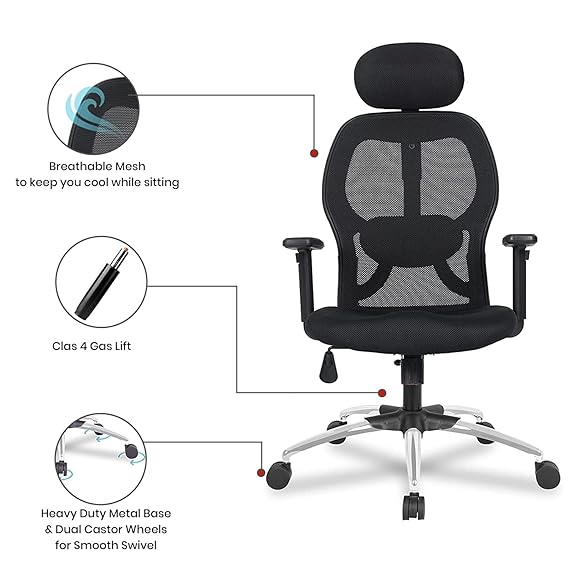 Breathable Mesh
to keep you cool while sitting
Clas 4 Gas Lift
Heavy Duty Metal Base
& Dual Castor Wheels
for Smooth Swivel